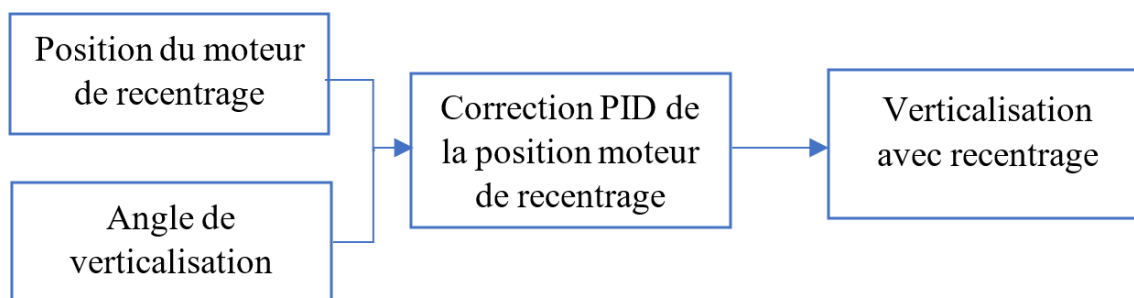 Position du moteur
de recentrage
Angle de
verticalisation
Correction PID de
la position moteur
de recentrage
Verticalisation
avec recentrage